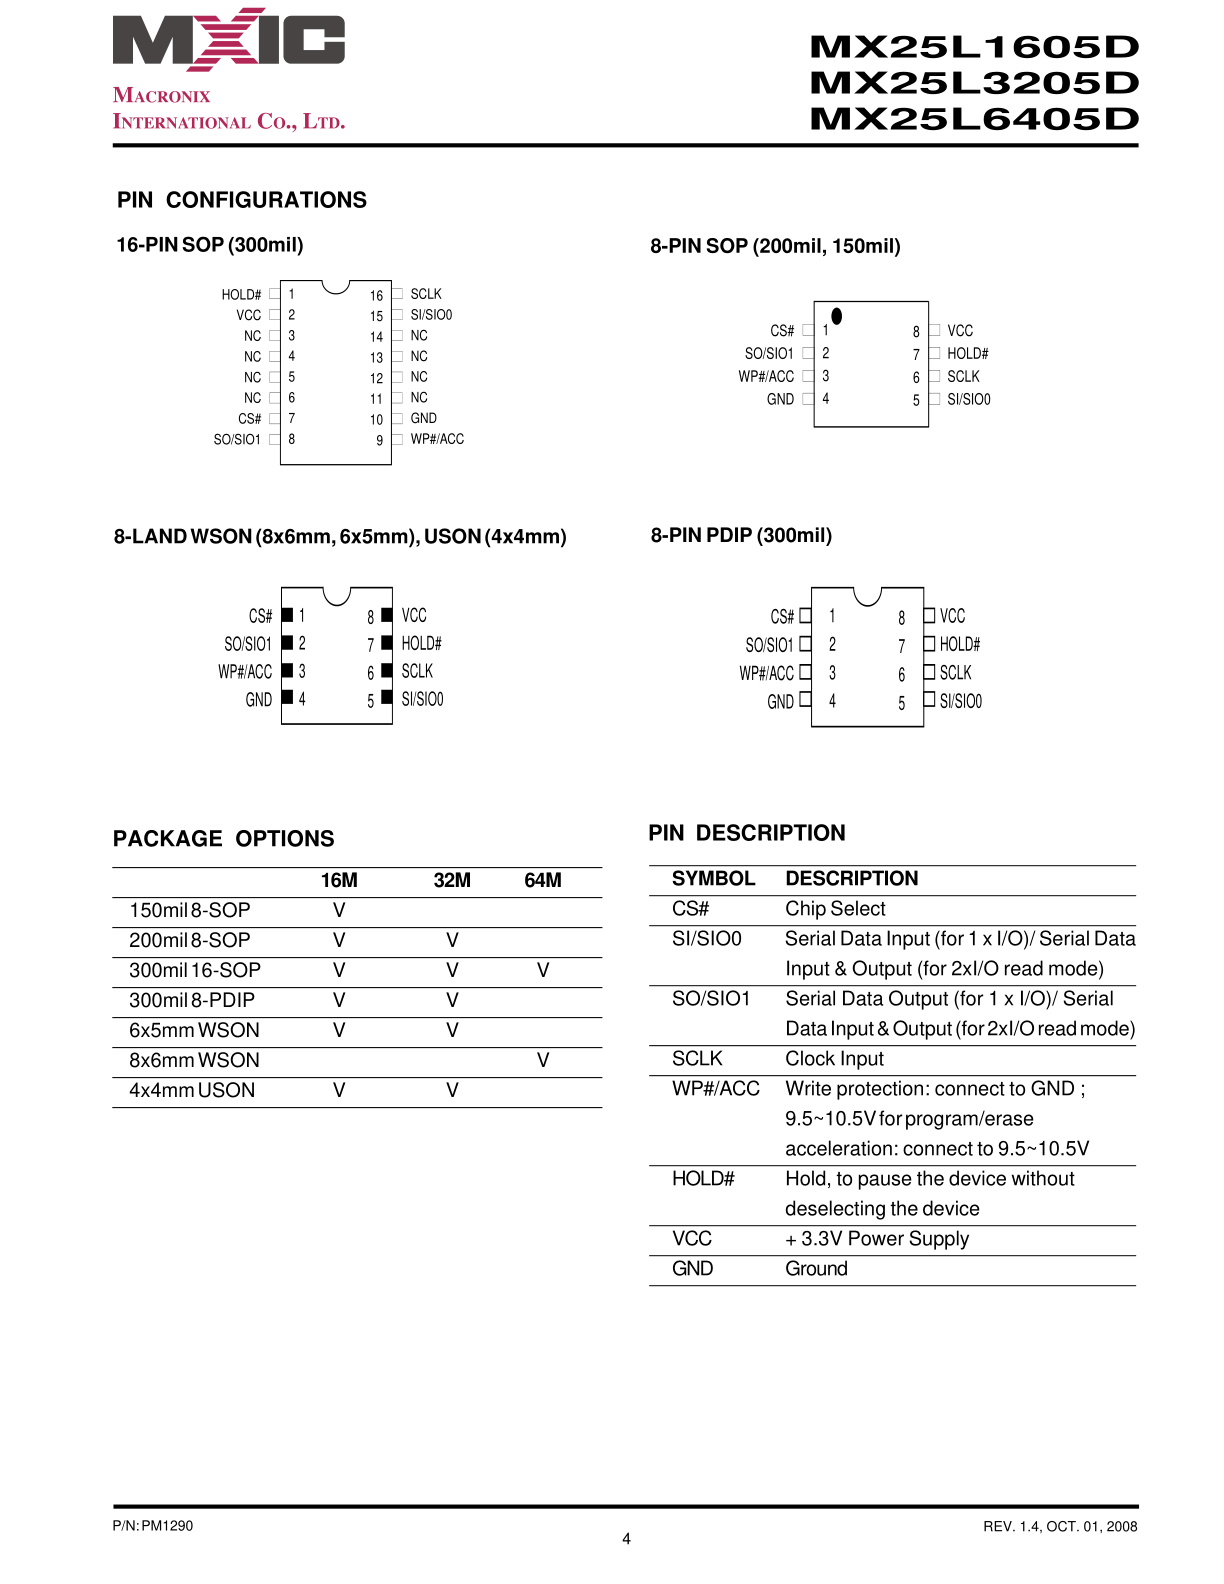 MXIC
MACRONIX
INTERNATIONAL CO., LTD.
MX25L1605D
MX25L3205D
MX25L6405D
PIN CONFIGURATIONS
16-PIN SOP (300mil)
HOLD# 1 16 SCLK
VCC 2 15 SI/SIO0
NC 3 14 NC
NC 4 13 NC
NC 5 12 NC
NC 6 11 NC
CS# 7 10 GND
SO/SIO1 8 9 WP#/ACC
8-PIN SOP (200mil, 150mil)
CS# 1 8 VCC
SO/SIO1 2 7 HOLD#
WP#/ACC 3 6 SCLK
GND 4 5 SI/SIO0
8-LAND WSON (8x6mm, 6x5mm), USON (4x4mm)
CS# 1 8 VCC
SO/SIO1 2 7 HOLD#
WP#/ACC 3 6 SCLK
GND 4 5 SI/SIO0
8-PIN PDIP (300mil)
CS# 1 8 VCC
SO/SIO1 2 7 HOLD#
WP#/ACC 3 6 SCLK
GND 4 5 SI/SIO0
PACKAGE OPTIONS
16M 32M 64M
150mil 8-SOP V
200mil 8-SOP V V
300mil 16-SOP V V V
300mil 8-PDIP V V
6x5mm WSON V V
8x6mm WSON V
4x4mm USON V V
PIN DESCRIPTION
SYMBOL DESCRIPTION
CS# Chip Select
SI/SIO0 Serial Data Input (for 1 x I/O)/ Serial Data
Input & Output (for 2xI/O read mode)
SO/SIO1 Serial Data Output (for 1 x I/O)/ Serial
Data Input & Output (for 2xI/O read mode)
SCLK Clock Input
WP#/ACC Write protection: connect to GND ;
9.5~10.5V for program/erase
acceleration: connect to 9.5~10.5V
HOLD# Hold, to pause the device without
deselecting the device
VCC + 3.3V Power Supply
GND Ground
P/N: PM1290
4
REV. 1.4, OCT. 01, 2008